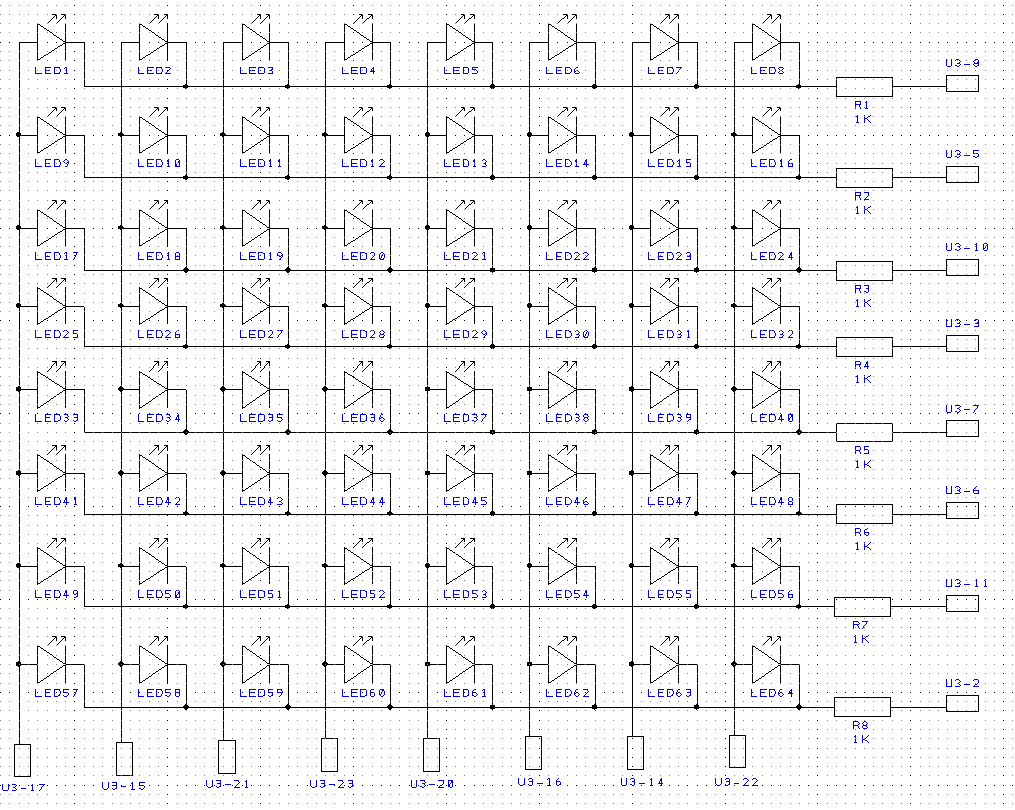 LED1 LED2 LED3 LED4 LED5 LED6 LED7 LED8 U3-9
R1
1K
LED9 LED10 LED11 LED12 LED13 LED14 LED15 LED16 U3-5
R2
1K
LED17 LED18 LED19 LED20 LED21 LED22 LED23 LED24 U3-10
R3
1K
LED25 LED26 LED27 LED28 LED29 LED30 LED31 LED32 U3-3
R4
1K
LED33 LED34 LED35 LED36 LED37 LED38 LED39 LED40 U3-7
R5
1K
LED41 LED42 LED43 LED44 LED45 LED46 LED47 LED48 U3-6
R6
1K
LED49 LED50 LED51 LED52 LED53 LED54 LED55 LED56 U3-11
R7
1K
LED57 LED58 LED59 LED60 LED61 LED62 LED63 LED64 U3-2
R8
1K
U3-17 U3-15 U3-21 U3-23 U3-20 U3-16 U3-14 U3-22